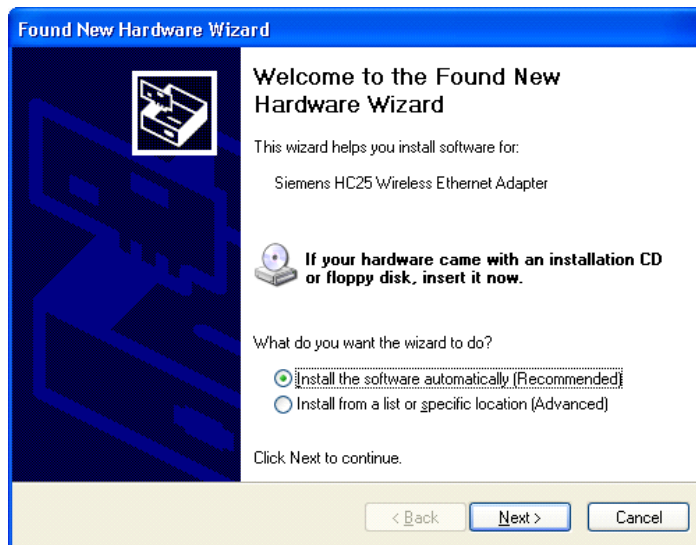 Found New Hardware Wizard
Welcome to the Found New
Hardware Wizard
This wizard helps you install software for:
Siemens HC25 Wireless Ethernet Adapter
If your hardware came with an installation CD
or floppy disk, insert it now.
What do you want the wizard to do?
Install the software automatically (Recommended)
Install from a list or specific location (Advanced)
Click Next to continue.
< Back Next > Cancel